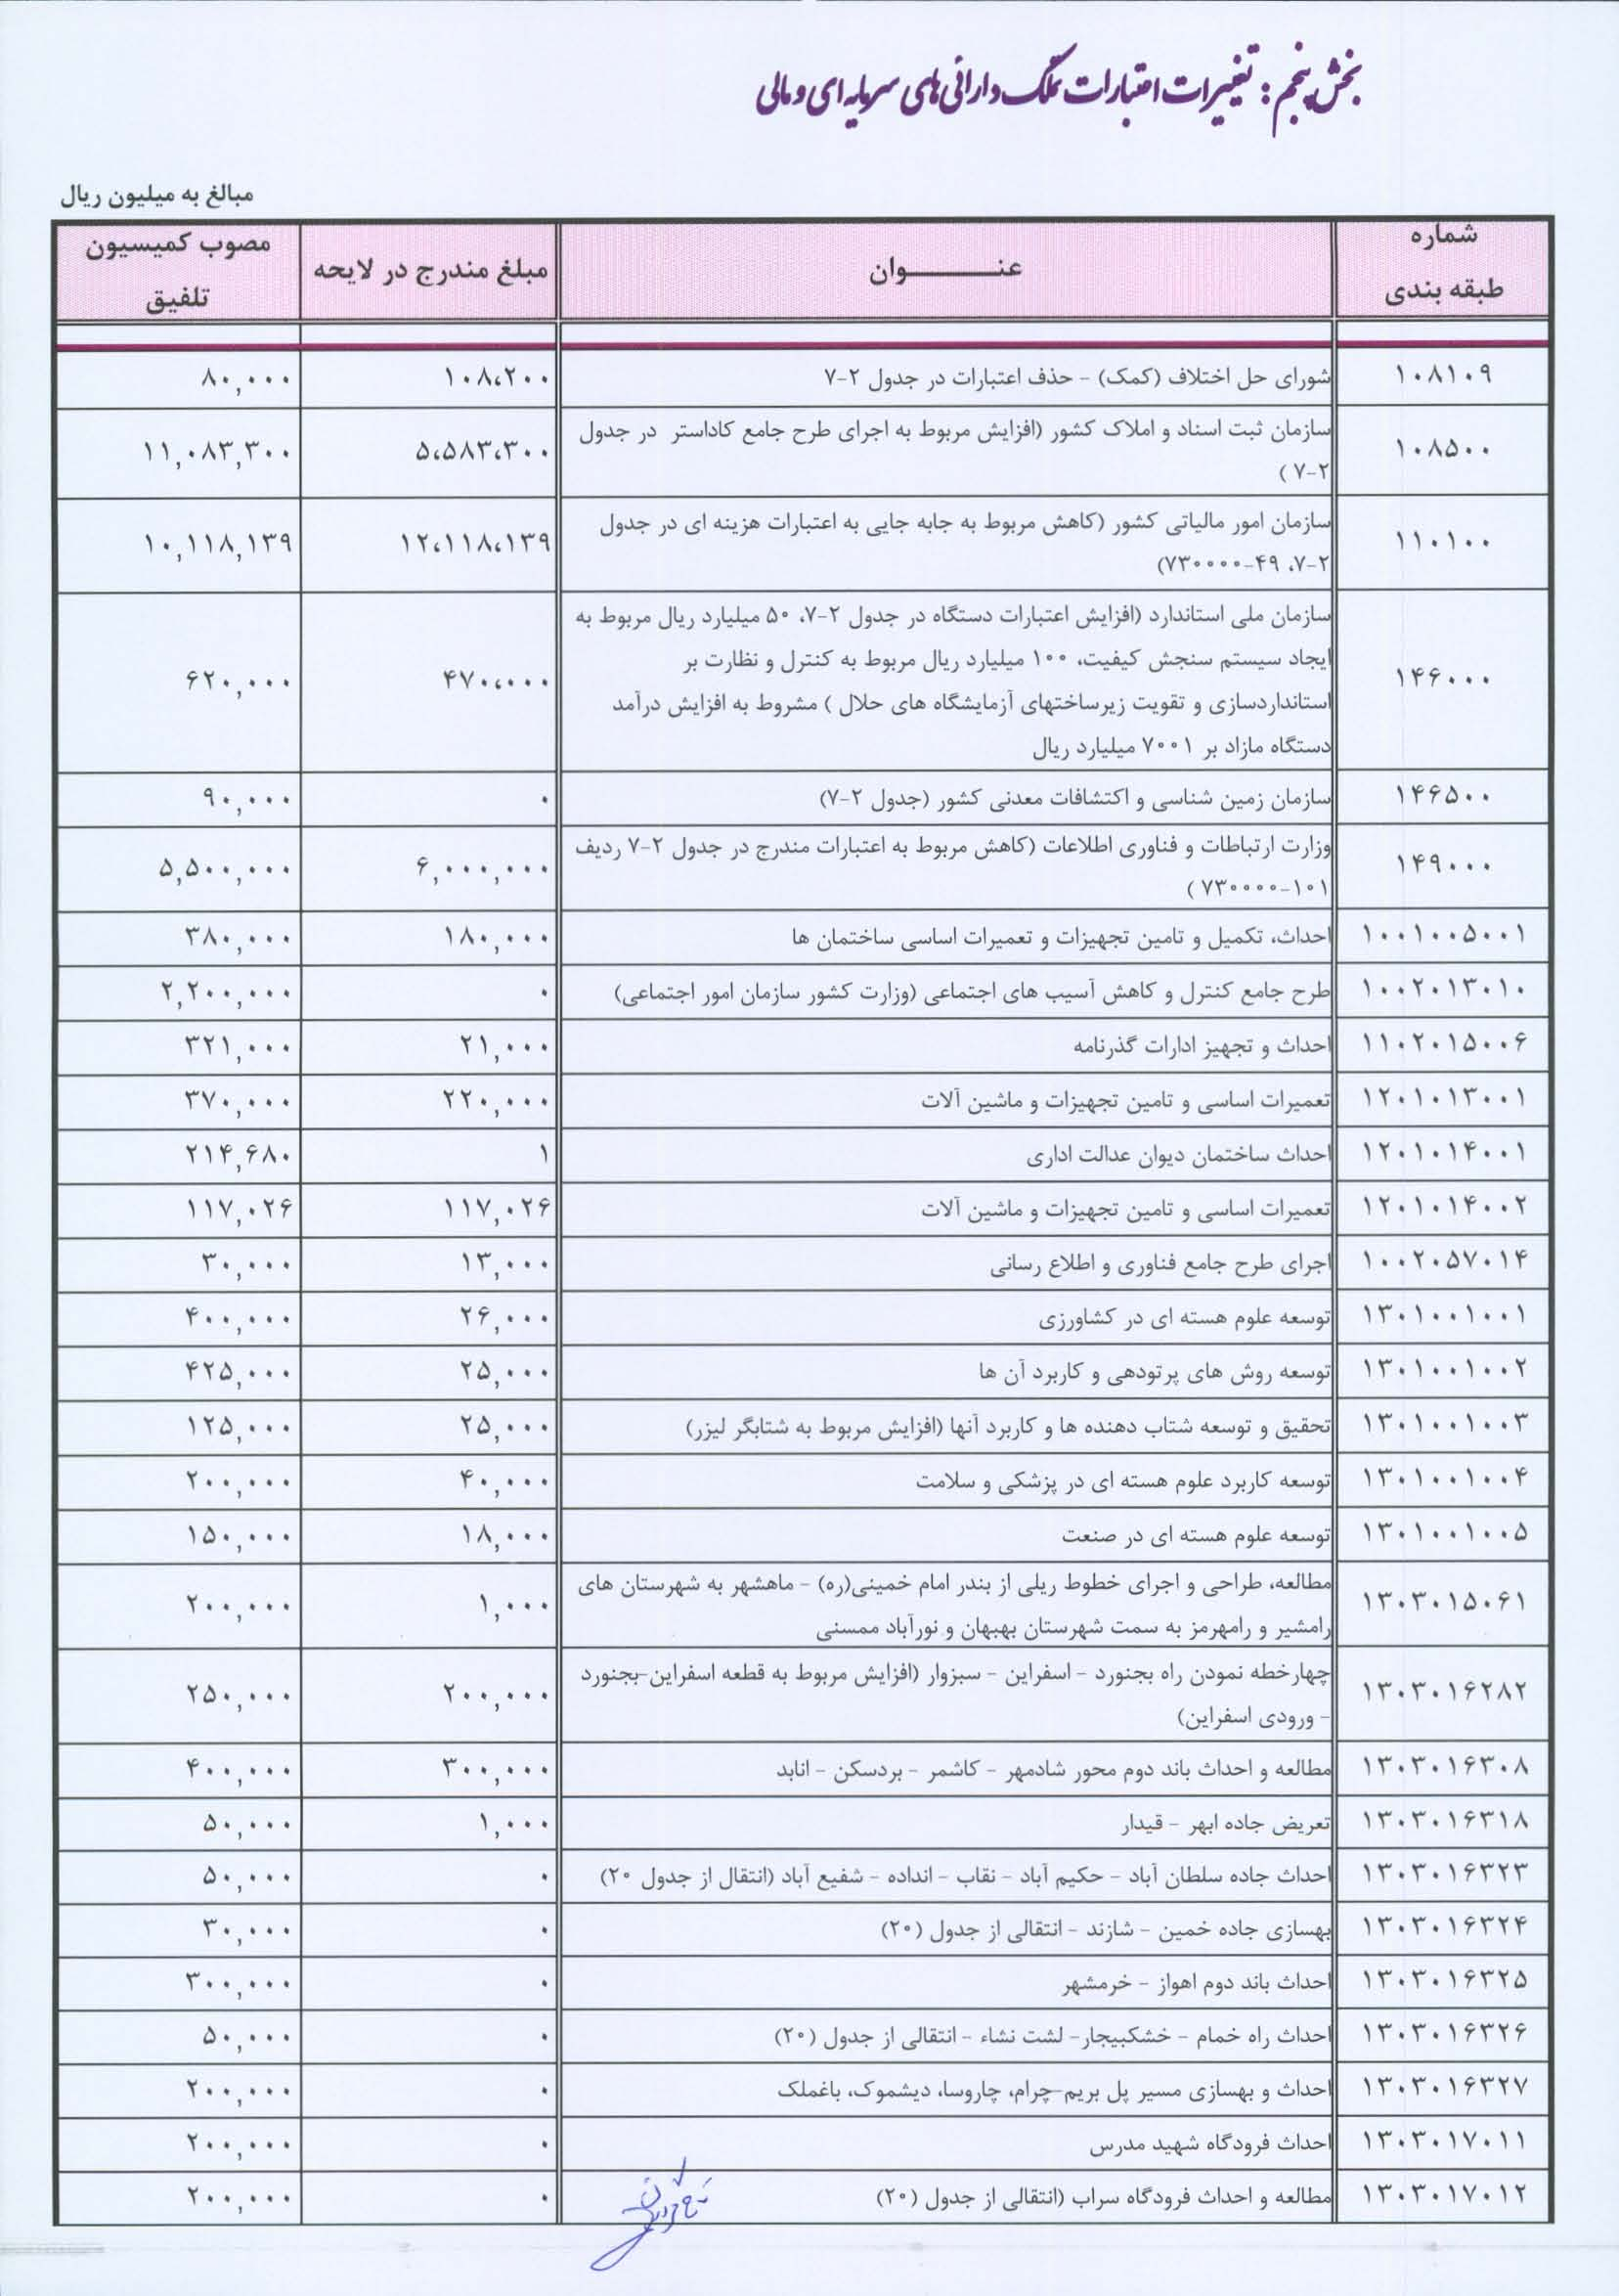 بخش پنجم: تغییرات اعتبارات تملک دارائی های سرمایه ای و مالی
مبالغ به میلیون ریال
شماره طبقه بندی | عنـــــــوان | مبلغ مندرج در لایحه | مصوب کمیسیون تلفیق
۱۰۸۱۰۹ | شورای حل اختلاف (کمک) - حذف اعتبارات در جدول ۲-۷ | ۱۰۸،۲۰۰ | ۸۰,۰۰۰
۱۰۸۵۰۰ | سازمان ثبت اسناد و املاک کشور (افزایش مربوط به اجرای طرح جامع کاداستر در جدول | ۵،۵۸۳،۳۰۰ | ۱۱,۰۸۳,۳۰۰
۲-۷ )
۱۱۰۱۰۰ | سازمان امور مالیاتی کشور (کاهش مربوط به جابه جایی به اعتبارات هزینه ای در جدول | ۱۲،۱۱۸،۱۳۹ | ۱۰,۱۱۸,۱۳۹
۲-۷، ۴۹-۷۳۰۰۰۰)
۱۴۶۰۰۰ | سازمان ملی استاندارد (افزایش اعتبارات دستگاه در جدول ۲-۷، ۵۰ میلیارد ریال مربوط به | ۴۷۰،۰۰۰ | ۶۲۰,۰۰۰
ایجاد سیستم سنجش کیفیت، ۱۰۰ میلیارد ریال مربوط به کنترل و نظارت بر
استانداردسازی و تقویت زیرساختهای آزمایشگاه های حلال ) مشروط به افزایش درآمد
دستگاه مازاد بر ۷۰۰۱ میلیارد ریال
۱۴۶۵۰۰ | سازمان زمین شناسی و اکتشافات معدنی کشور (جدول ۲-۷) | ۰ | ۹۰,۰۰۰
۱۴۹۰۰۰ | وزارت ارتباطات و فناوری اطلاعات (کاهش مربوط به اعتبارات مندرج در جدول ۲-۷ ردیف | ۶,۰۰۰,۰۰۰ | ۵,۵۰۰,۰۰۰
۱۰۱-۷۳۰۰۰۰ )
۱۰۰۱۰۰۵۰۰۱ | احداث، تکمیل و تامین تجهیزات و تعمیرات اساسی ساختمان ها | ۱۸۰,۰۰۰ | ۳۸۰,۰۰۰
۱۰۰۲۰۱۳۰۱۰ | طرح جامع کنترل و کاهش آسیب های اجتماعی (وزارت کشور سازمان امور اجتماعی) | ۰ | ۲,۲۰۰,۰۰۰
۱۱۰۲۰۱۵۰۰۶ | احداث و تجهیز ادارات گذرنامه | ۲۱,۰۰۰ | ۳۲۱,۰۰۰
۱۲۰۱۰۱۳۰۰۱ | تعمیرات اساسی و تامین تجهیزات و ماشین آلات | ۲۲۰,۰۰۰ | ۳۷۰,۰۰۰
۱۲۰۱۰۱۴۰۰۱ | احداث ساختمان دیوان عدالت اداری | ۱ | ۲۱۴,۶۸۰
۱۲۰۱۰۱۴۰۰۲ | تعمیرات اساسی و تامین تجهیزات و ماشین آلات | ۱۱۷,۰۲۶ | ۱۱۷,۰۲۶
۱۰۰۲۰۵۷۰۱۴ | اجرای طرح جامع فناوری و اطلاع رسانی | ۱۳,۰۰۰ | ۳۰,۰۰۰
۱۳۰۱۰۰۱۰۰۱ | توسعه علوم هسته ای در کشاورزی | ۲۶,۰۰۰ | ۴۰۰,۰۰۰
۱۳۰۱۰۰۱۰۰۲ | توسعه روش های پرتودهی و کاربرد آن ها | ۲۵,۰۰۰ | ۴۲۵,۰۰۰
۱۳۰۱۰۰۱۰۰۳ | تحقیق و توسعه شتاب دهنده ها و کاربرد آنها (افزایش مربوط به شتابگر لیزر) | ۲۵,۰۰۰ | ۱۲۵,۰۰۰
۱۳۰۱۰۰۱۰۰۴ | توسعه کاربرد علوم هسته ای در پزشکی و سلامت | ۴۰,۰۰۰ | ۲۰۰,۰۰۰
۱۳۰۱۰۰۱۰۰۵ | توسعه علوم هسته ای در صنعت | ۱۸,۰۰۰ | ۱۵۰,۰۰۰
۱۳۰۳۰۱۵۰۶۱ | مطالعه، طراحی و اجرای خطوط ریلی از بندر امام خمینی(ره) - ماهشهر به شهرستان های | ۱,۰۰۰ | ۲۰۰,۰۰۰
رامشیر و رامهرمز به سمت شهرستان بهبهان و نورآباد ممسنی
۱۳۰۳۰۱۶۲۸۲ | چهارخطه نمودن راه بجنورد - اسفراین - سبزوار (افزایش مربوط به قطعه اسفراین-بجنورد | ۲۰۰,۰۰۰ | ۲۵۰,۰۰۰
- ورودی اسفراین)
۱۳۰۳۰۱۶۳۰۸ | مطالعه و احداث باند دوم محور شادمهر - کاشمر - بردسکن - انابد | ۳۰۰,۰۰۰ | ۴۰۰,۰۰۰
۱۳۰۳۰۱۶۳۱۸ | تعریض جاده ابهر - قیدار | ۱,۰۰۰ | ۵۰,۰۰۰
۱۳۰۳۰۱۶۳۲۳ | احداث جاده سلطان آباد - حکیم آباد - نقاب - انداده - شفیع آباد (انتقال از جدول ۲۰) | ۰ | ۵۰,۰۰۰
۱۳۰۳۰۱۶۳۲۴ | بهسازی جاده خمین - شازند - انتقالی از جدول (۲۰) | ۰ | ۳۰,۰۰۰
۱۳۰۳۰۱۶۳۲۵ | احداث باند دوم اهواز - خرمشهر | ۰ | ۳۰۰,۰۰۰
۱۳۰۳۰۱۶۳۲۶ | احداث راه خمام - خشکبیجار- لشت نشاء - انتقالی از جدول (۲۰) | ۰ | ۵۰,۰۰۰
۱۳۰۳۰۱۶۳۲۷ | احداث و بهسازی مسیر پل بریم-چرام، چاروسا، دیشموک، باغملک | ۰ | ۲۰۰,۰۰۰
۱۳۰۳۰۱۷۰۱۱ | احداث فرودگاه شهید مدرس | ۰ | ۲۰۰,۰۰۰
۱۳۰۳۰۱۷۰۱۲ | مطالعه و احداث فرودگاه سراب (انتقالی از جدول ۲۰) | ۰ | ۲۰۰,۰۰۰